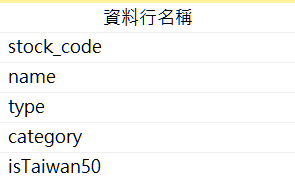 資料行名稱
stock_code
name
type
category
isTaiwan50